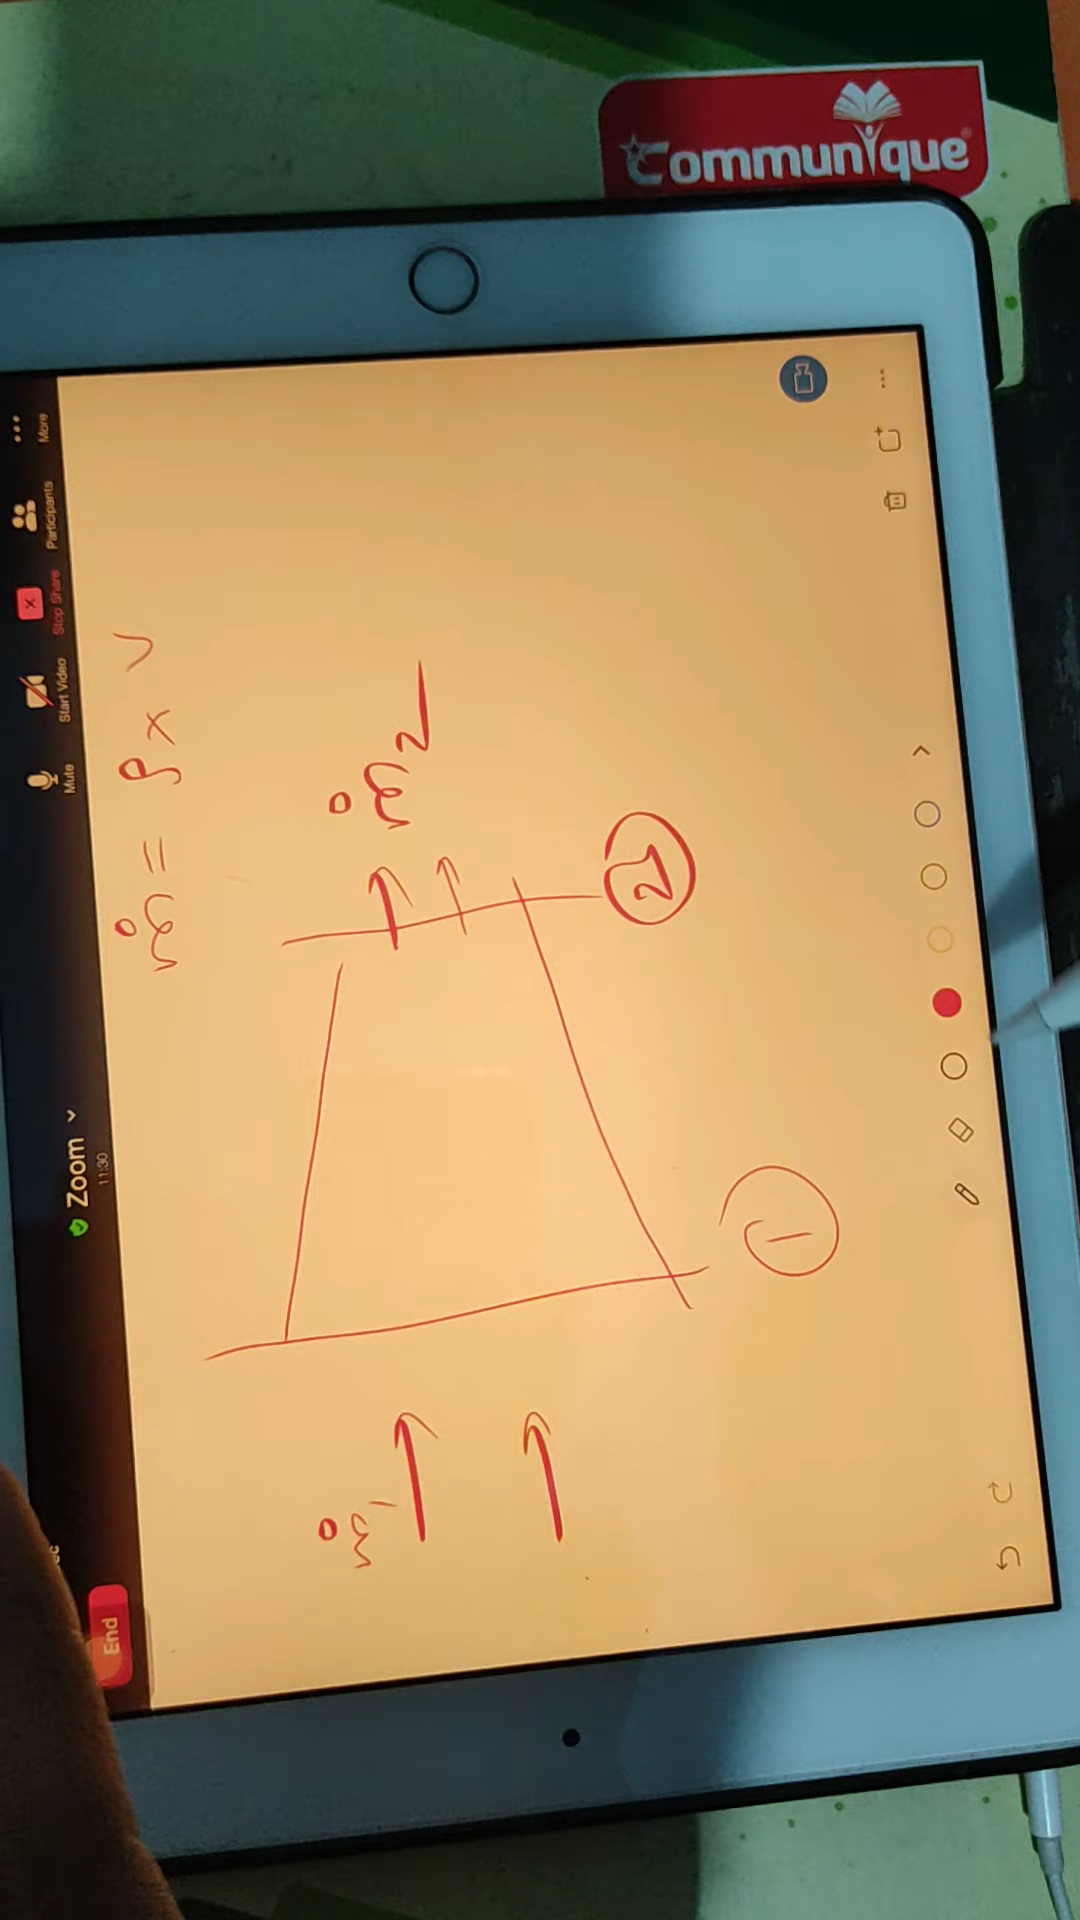 Communique®
①
②
ṁ₁
ṁ₂
ṁ = ρ x V
Zoom
11:30
Mute
Start Video
Stop Share
Participants
More
End